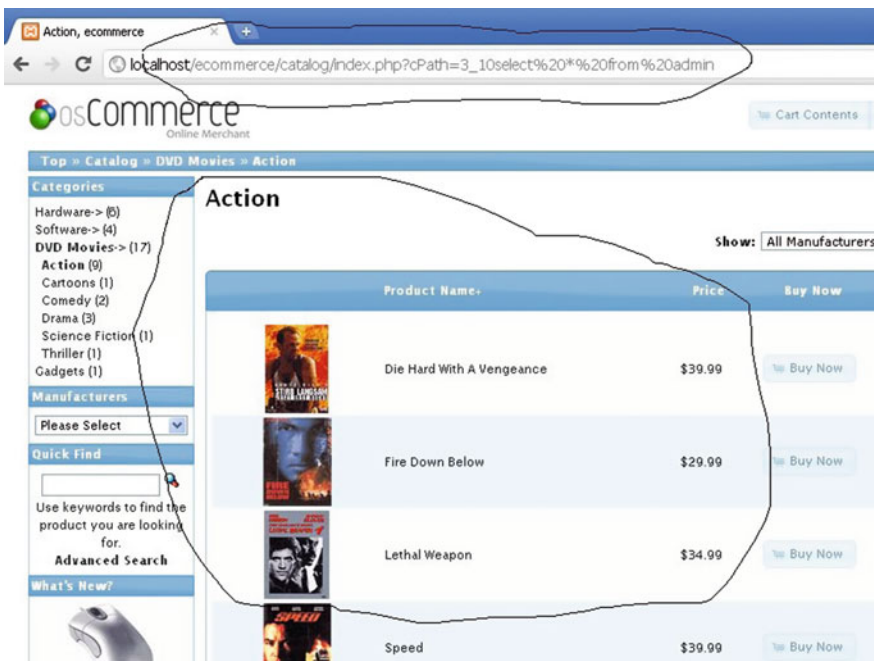 Action, ecommerce
localhost/ecommerce/catalog/index.php?cPath=3_10select%20*%20from%20admin
osCommerce
Online Merchant
Cart Contents
Top » Catalog » DVD Movies » Action
Categories
Hardware-> (6)
Software-> (4)
DVD Movies-> (17)
Action (9)
Cartoons (1)
Comedy (2)
Drama (3)
Science Fiction (1)
Thriller (1)
Gadgets (1)
Manufacturers
Please Select
Quick Find
Use keywords to find the
product you are looking
for.
Advanced Search
What's New?
Action
Show: All Manufacturers
Product Name+ Price Buy Now
Die Hard With A Vengeance $39.99 Buy Now
Fire Down Below $29.99 Buy Now
Lethal Weapon $34.99 Buy Now
SPEED
Speed $39.99 Buy Now